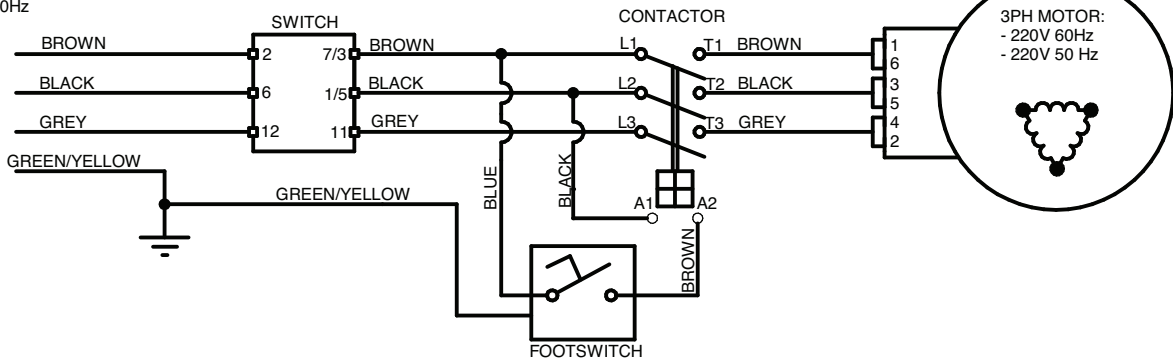 0Hz
SWITCH
CONTACTOR
3PH MOTOR:
- 220V 60Hz
- 220V 50 Hz
BROWN
2
7/3
BROWN
L1
T1
BROWN
1
6
BLACK
6
1/5
BLACK
L2
T2
BLACK
3
5
GREY
12
11
GREY
L3
T3
GREY
4
2
GREEN/YELLOW
GREEN/YELLOW
BLUE
BLACK
A1
A2
BROWN
FOOTSWITCH